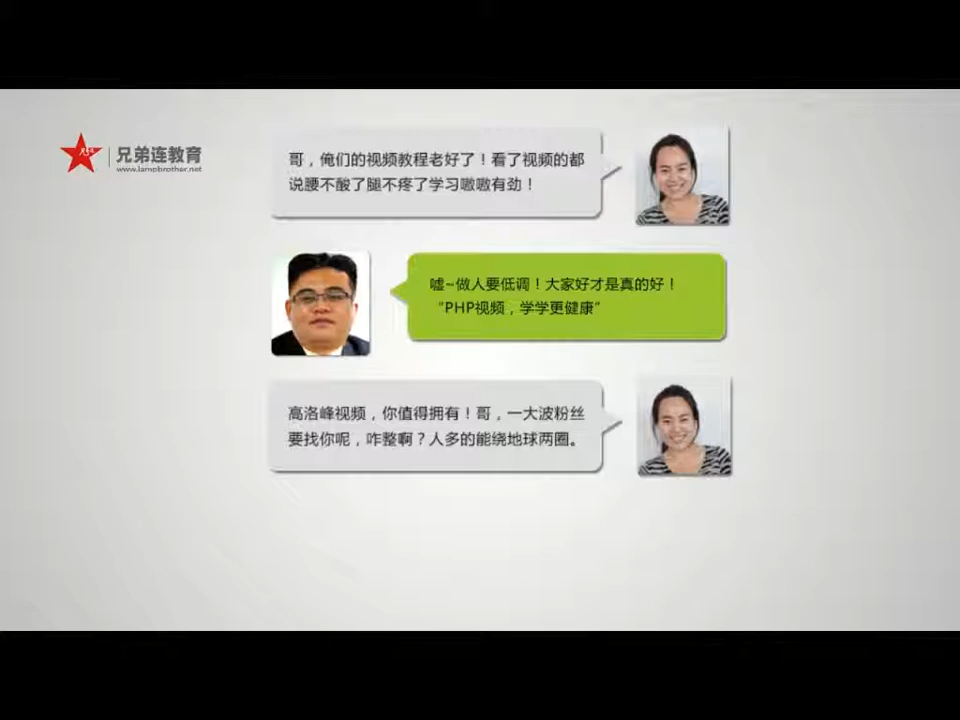 兄弟连教育
www.lampbrother.net
哥，俺们的视频教程老好了！看了视频的都
说腰不酸了腿不疼了学习嗷嗷有劲！
嘘~做人要低调！大家好才是真的好！
“PHP视频，学学更健康”
高洛峰视频，你值得拥有！哥，一大波粉丝
要找你呢，咋整啊？人多的能绕地球两圈。